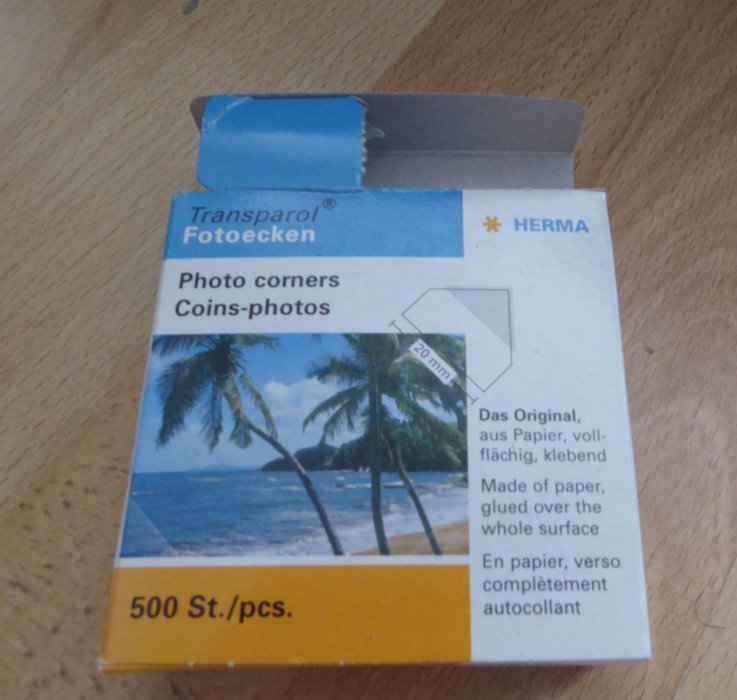 Transparol®
Fotoecken
HERMA
Photo corners
Coins-photos
20 mm
Das Original,
aus Papier, voll-
flächig, klebend
Made of paper,
glued over the
whole surface
En papier, verso
complètement
autocollant
500 St./pcs.